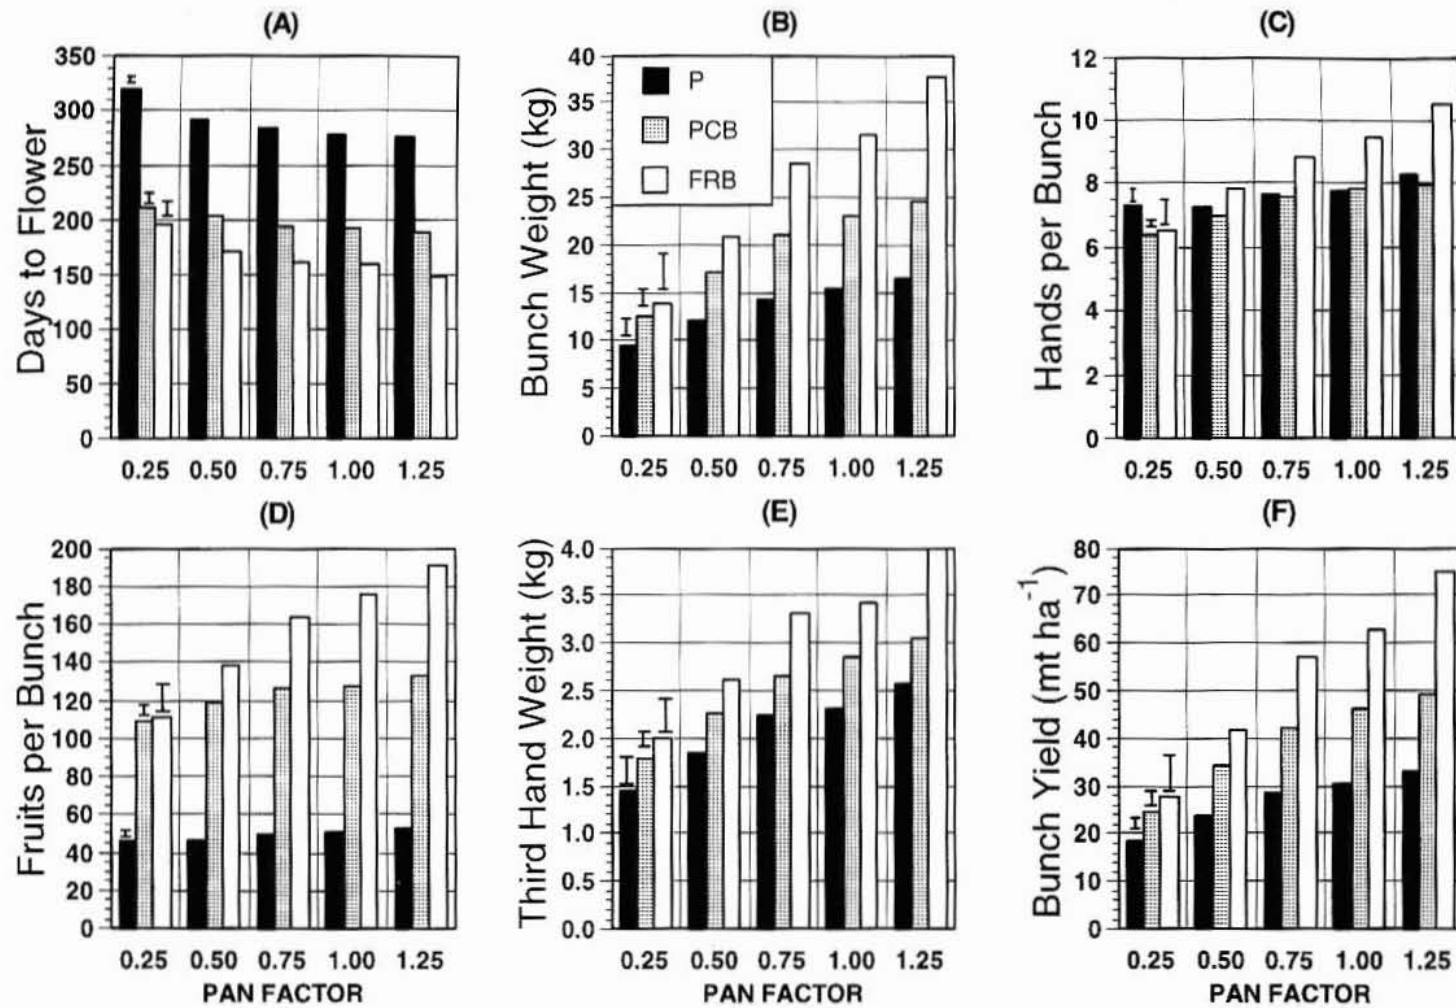 (A)
Days to Flower
350
300
250
200
150
100
50
0
0.25 0.50 0.75 1.00 1.25
(B)
Bunch Weight (kg)
40
35
30
25
20
15
10
5
0
P
PCB
FRB
0.25 0.50 0.75 1.00 1.25
(C)
Hands per Bunch
12
10
8
6
4
2
0
0.25 0.50 0.75 1.00 1.25
(D)
Fruits per Bunch
200
180
160
140
120
100
80
60
40
20
0
0.25 0.50 0.75 1.00 1.25
PAN FACTOR
(E)
Third Hand Weight (kg)
4.0
3.5
3.0
2.5
2.0
1.5
1.0
0.5
0.0
0.25 0.50 0.75 1.00 1.25
PAN FACTOR
(F)
Bunch Yield (mt ha⁻¹)
80
70
60
50
40
30
20
10
0
0.25 0.50 0.75 1.00 1.25
PAN FACTOR